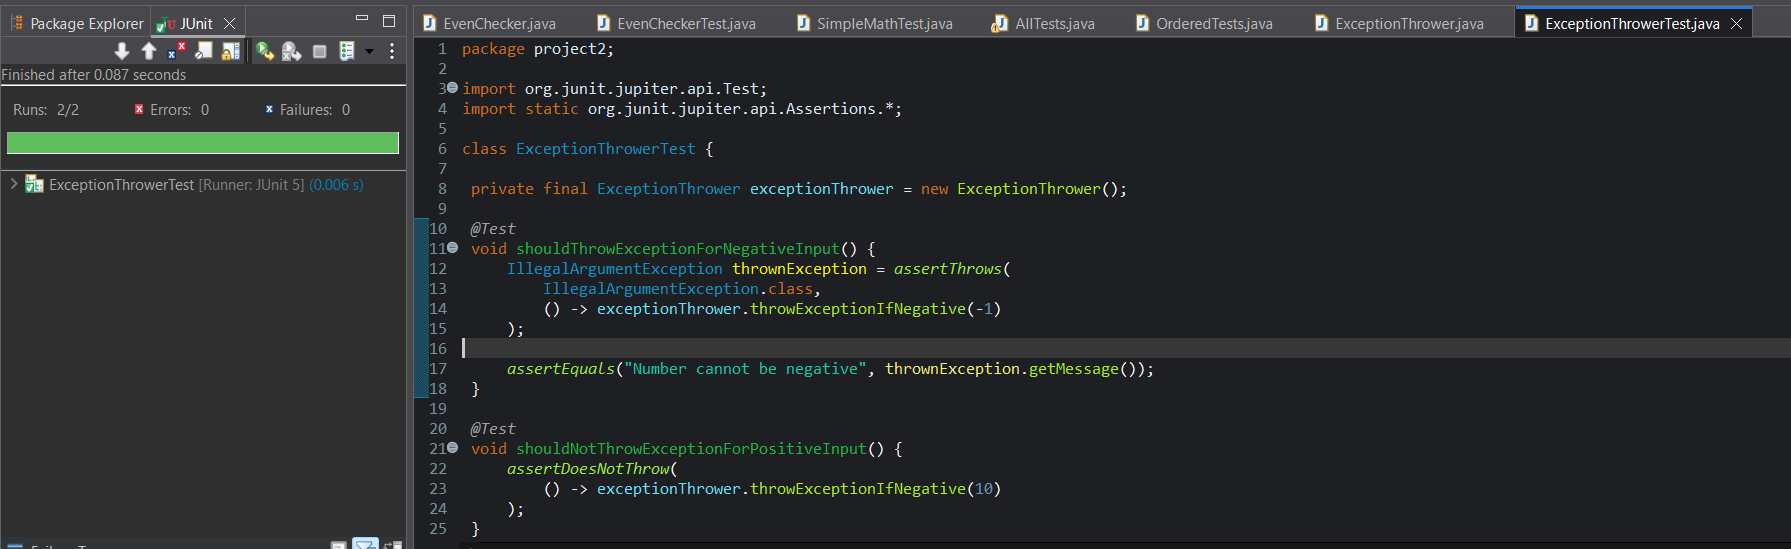 Package Explorer JUnit
EvenChecker.java EvenCheckerTest.java SimpleMathTest.java AllTests.java OrderedTests.java ExceptionThrower.java ExceptionThrowerTest.java
Finished after 0.087 seconds
Runs: 2/2 Errors: 0 Failures: 0
ExceptionThrowerTest [Runner: JUnit 5] (0.006 s)
1 package project2;
2
3 import org.junit.jupiter.api.Test;
4 import static org.junit.jupiter.api.Assertions.*;
5
6 class ExceptionThrowerTest {
7
8 private final ExceptionThrower exceptionThrower = new ExceptionThrower();
9
10 @Test
11 void shouldThrowExceptionForNegativeInput() {
12 IllegalArgumentException thrownException = assertThrows(
13 IllegalArgumentException.class,
14 () -> exceptionThrower.throwExceptionIfNegative(-1)
15 );
16
17 assertEquals("Number cannot be negative", thrownException.getMessage());
18 }
19
20 @Test
21 void shouldNotThrowExceptionForPositiveInput() {
22 assertDoesNotThrow(
23 () -> exceptionThrower.throwExceptionIfNegative(10)
24 );
25 }